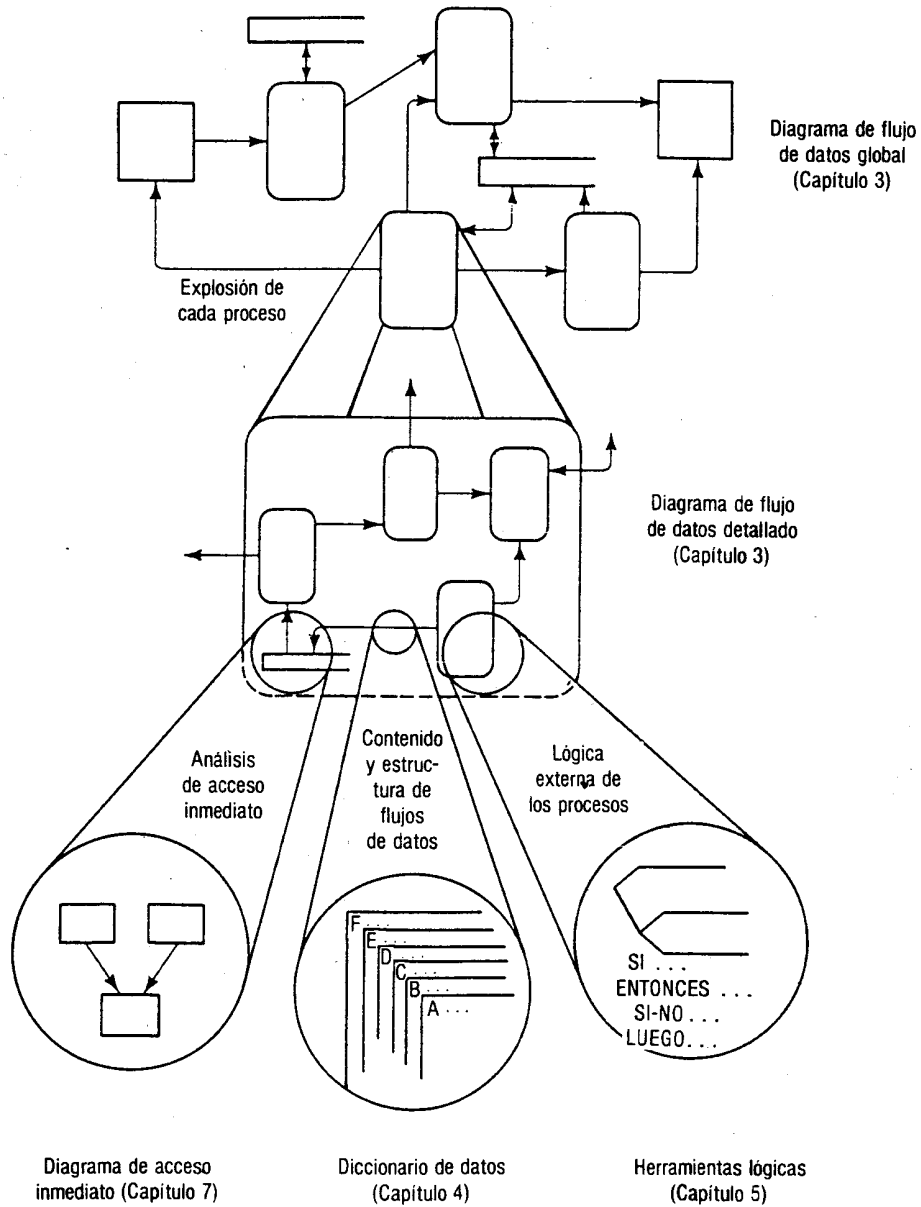 Diagrama de flujo
de datos global
(Capítulo 3)
Explosión de
cada proceso
Diagrama de flujo
de datos detallado
(Capítulo 3)
Análisis
de acceso
inmediato
Contenido
y estruc-
tura de
flujos
de datos
Lógica
externa de
los procesos
F . . .
E . . .
D . . .
C . . .
B . . .
A . . .
SI . . .
ENTONCES . . .
SI-NO . . .
LUEGO. . .
Diagrama de acceso
inmediato (Capítulo 7)
Diccionario de datos
(Capítulo 4)
Herramientas lógicas
(Capítulo 5)